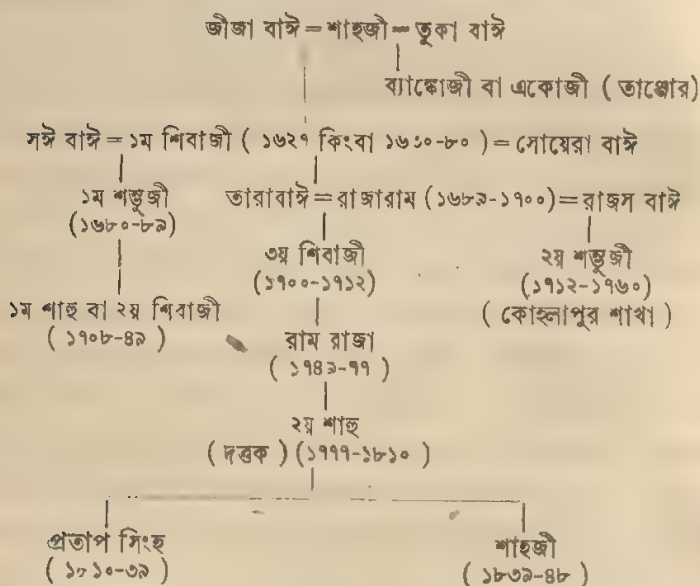 জীজা বাঈ = শাহজী = তুকা বাঈ
ব্যাঙ্কোজী বা একোজী ( তাঞ্জোর )
সঈ বাঈ = ১ম শিবাজী ( ১৬২৭ কিংবা ১৬৩০-৮০ ) = সোয়েরা বাঈ
১ম শম্ভুজী তারাবাঈ = রাজারাম (১৬৮৯-১৭০০) = রাজস বাঈ
(১৬৮০-৮৯)
৩য় শিবাজী ২য় শম্ভুজী
(১৭০০-১৭১২) (১৭১২-১৭৬০)
১ম শাহু বা ২য় শিবাজী ( কোহ্লাপুর শাখা )
( ১৭০৮-৪৯ ) রাম রাজা
( ১৭৪৯-৭৭ )
২য় শাহু
( দত্তক ) (১৭৭৭-১৮১০ )
প্রতাপ সিংহ শাহজী
( ১৮১০-৩৯ ) ( ১৮৩৯-৪৮ )